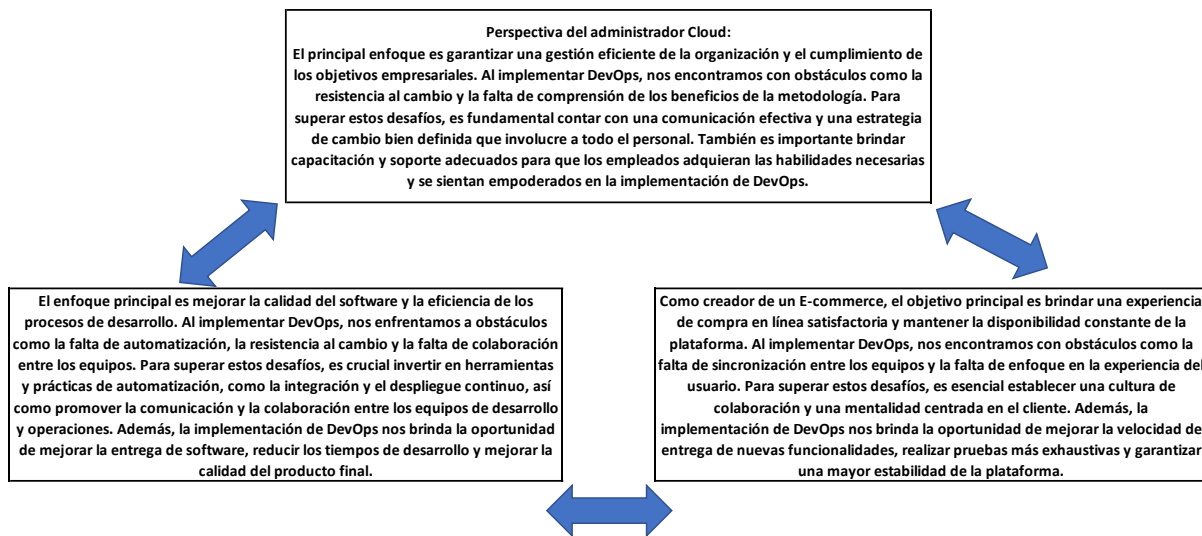 Perspectiva del administrador Cloud:
El principal enfoque es garantizar una gestión eficiente de la organización y el cumplimiento de
los objetivos empresariales. Al implementar DevOps, nos encontramos con obstáculos como la
resistencia al cambio y la falta de comprensión de los beneficios de la metodología. Para
superar estos desafíos, es fundamental contar con una comunicación efectiva y una estrategia
de cambio bien definida que involucre a todo el personal. También es importante brindar
capacitación y soporte adecuados para que los empleados adquieran las habilidades necesarias
y se sientan empoderados en la implementación de DevOps.
El enfoque principal es mejorar la calidad del software y la eficiencia de los
procesos de desarrollo. Al implementar DevOps, nos enfrentamos a obstáculos
como la falta de automatización, la resistencia al cambio y la falta de colaboración
entre los equipos. Para superar estos desafíos, es crucial invertir en herramientas
y prácticas de automatización, como la integración y el despliegue continuo, así
como promover la comunicación y la colaboración entre los equipos de desarrollo
y operaciones. Además, la implementación de DevOps nos brinda la oportunidad
de mejorar la entrega de software, reducir los tiempos de desarrollo y mejorar la
calidad del producto final.
Como creador de un E-commerce, el objetivo principal es brindar una experiencia
de compra en línea satisfactoria y mantener la disponibilidad constante de la
plataforma. Al implementar DevOps, nos encontramos con obstáculos como la
falta de sincronización entre los equipos y la falta de enfoque en la experiencia del
usuario. Para superar estos desafíos, es esencial establecer una cultura de
colaboración y una mentalidad centrada en el cliente. Además, la
implementación de DevOps nos brinda la oportunidad de mejorar la velocidad de
entrega de nuevas funcionalidades, realizar pruebas más exhaustivas y garantizar
una mayor estabilidad de la plataforma.